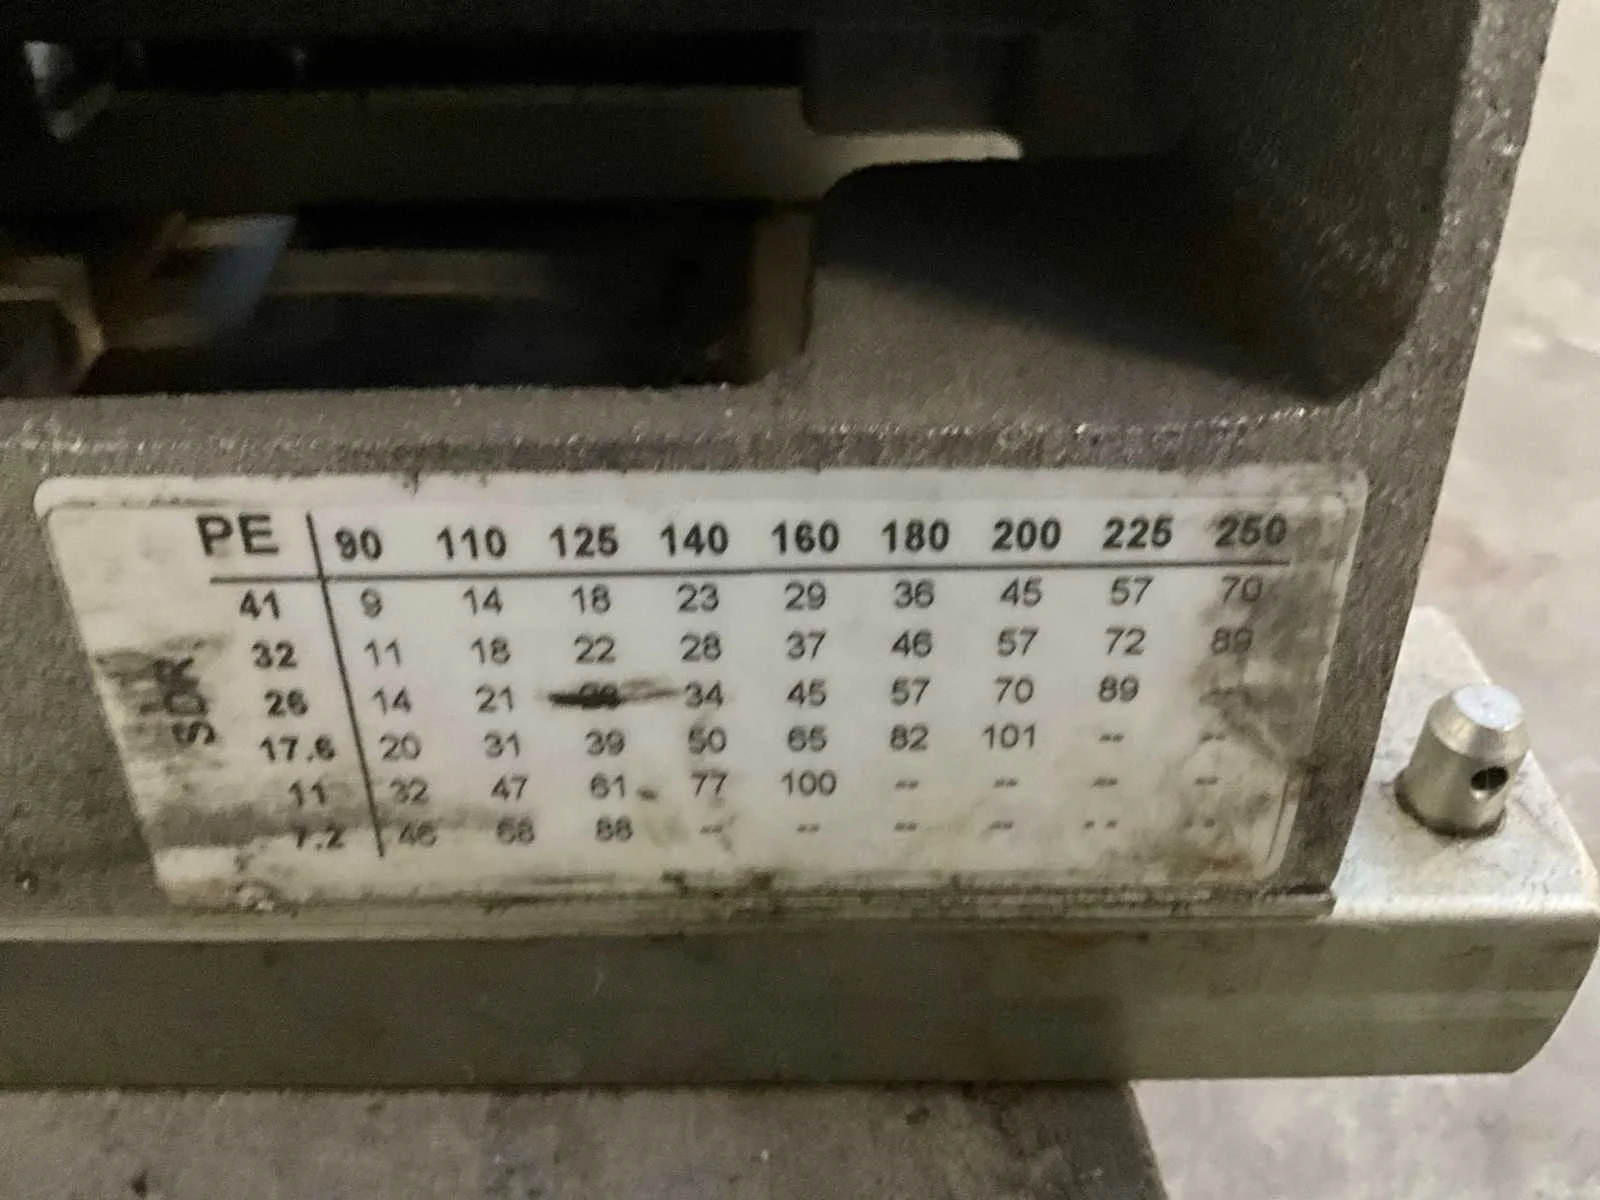 PE 90 110 125 140 160 180 200 225 250
SDR
41 9 14 18 23 29 36 45 57 70
32 11 18 22 28 37 46 57 72 89
26 14 21 34 45 57 70 89
17.6 20 31 39 50 65 82 101 -- --
11 32 47 61 77 100 -- -- -- --
7.2 46 68 88 -- -- -- -- -- --